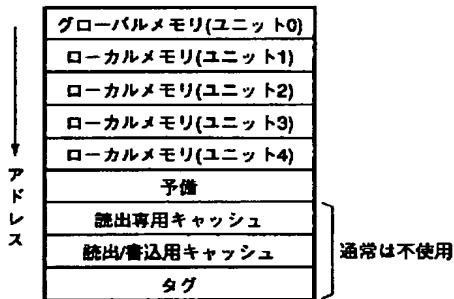 グローバルメモリ(ユニット0)
ローカルメモリ(ユニット1)
ローカルメモリ(ユニット2)
ローカルメモリ(ユニット3)
ローカルメモリ(ユニット4)
予備
読出専用キャッシュ
読出/書込用キャッシュ
タグ
アドレス
通常は不使用